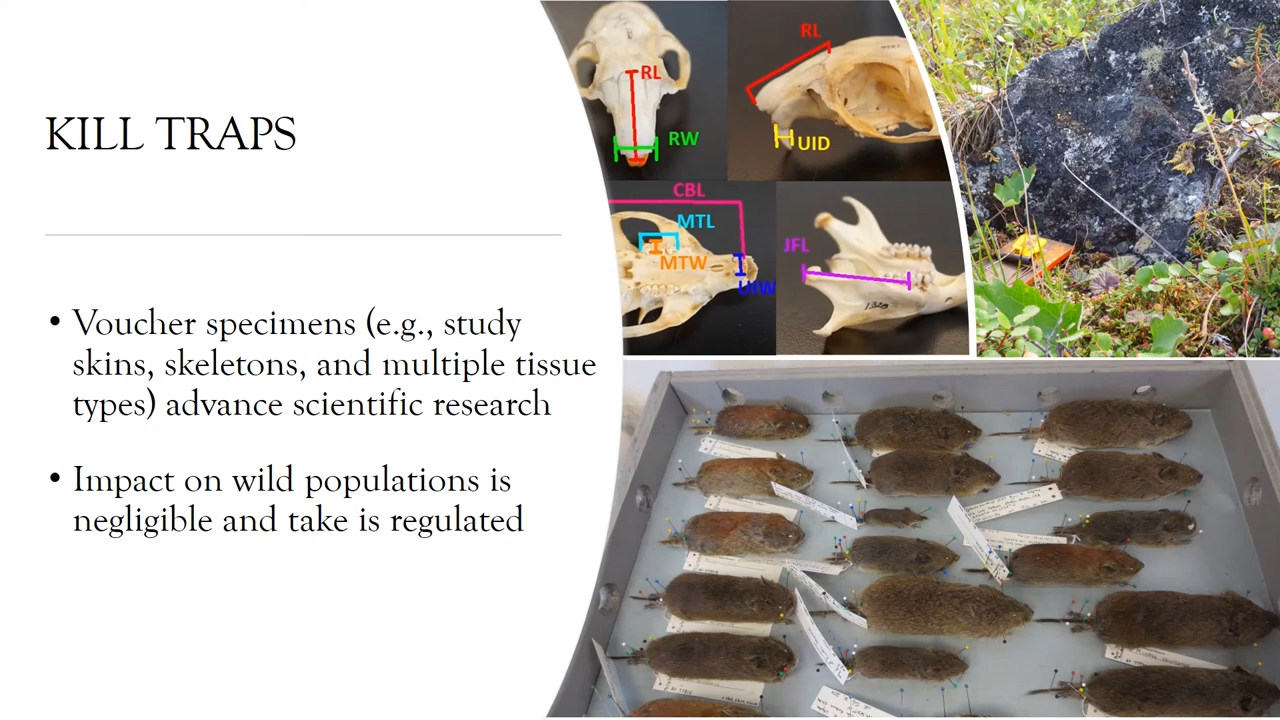 KILL TRAPS
• Voucher specimens (e.g., study
skins, skeletons, and multiple tissue
types) advance scientific research
• Impact on wild populations is
negligible and take is regulated
RL
RW
RL
UID
CBL
MTL
MTW
UIW
JFL